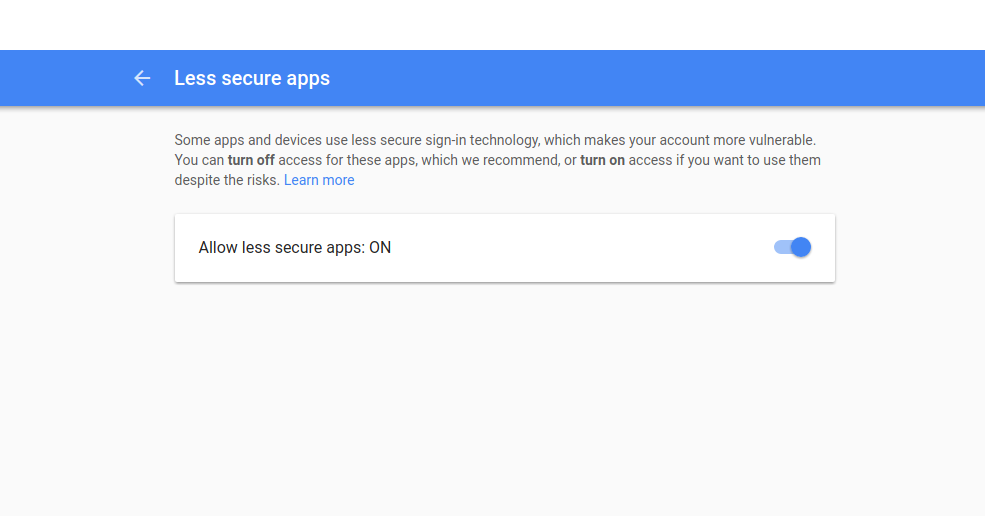 Less secure apps
Some apps and devices use less secure sign-in technology, which makes your account more vulnerable.
You can turn off access for these apps, which we recommend, or turn on access if you want to use them
despite the risks. Learn more
Allow less secure apps: ON